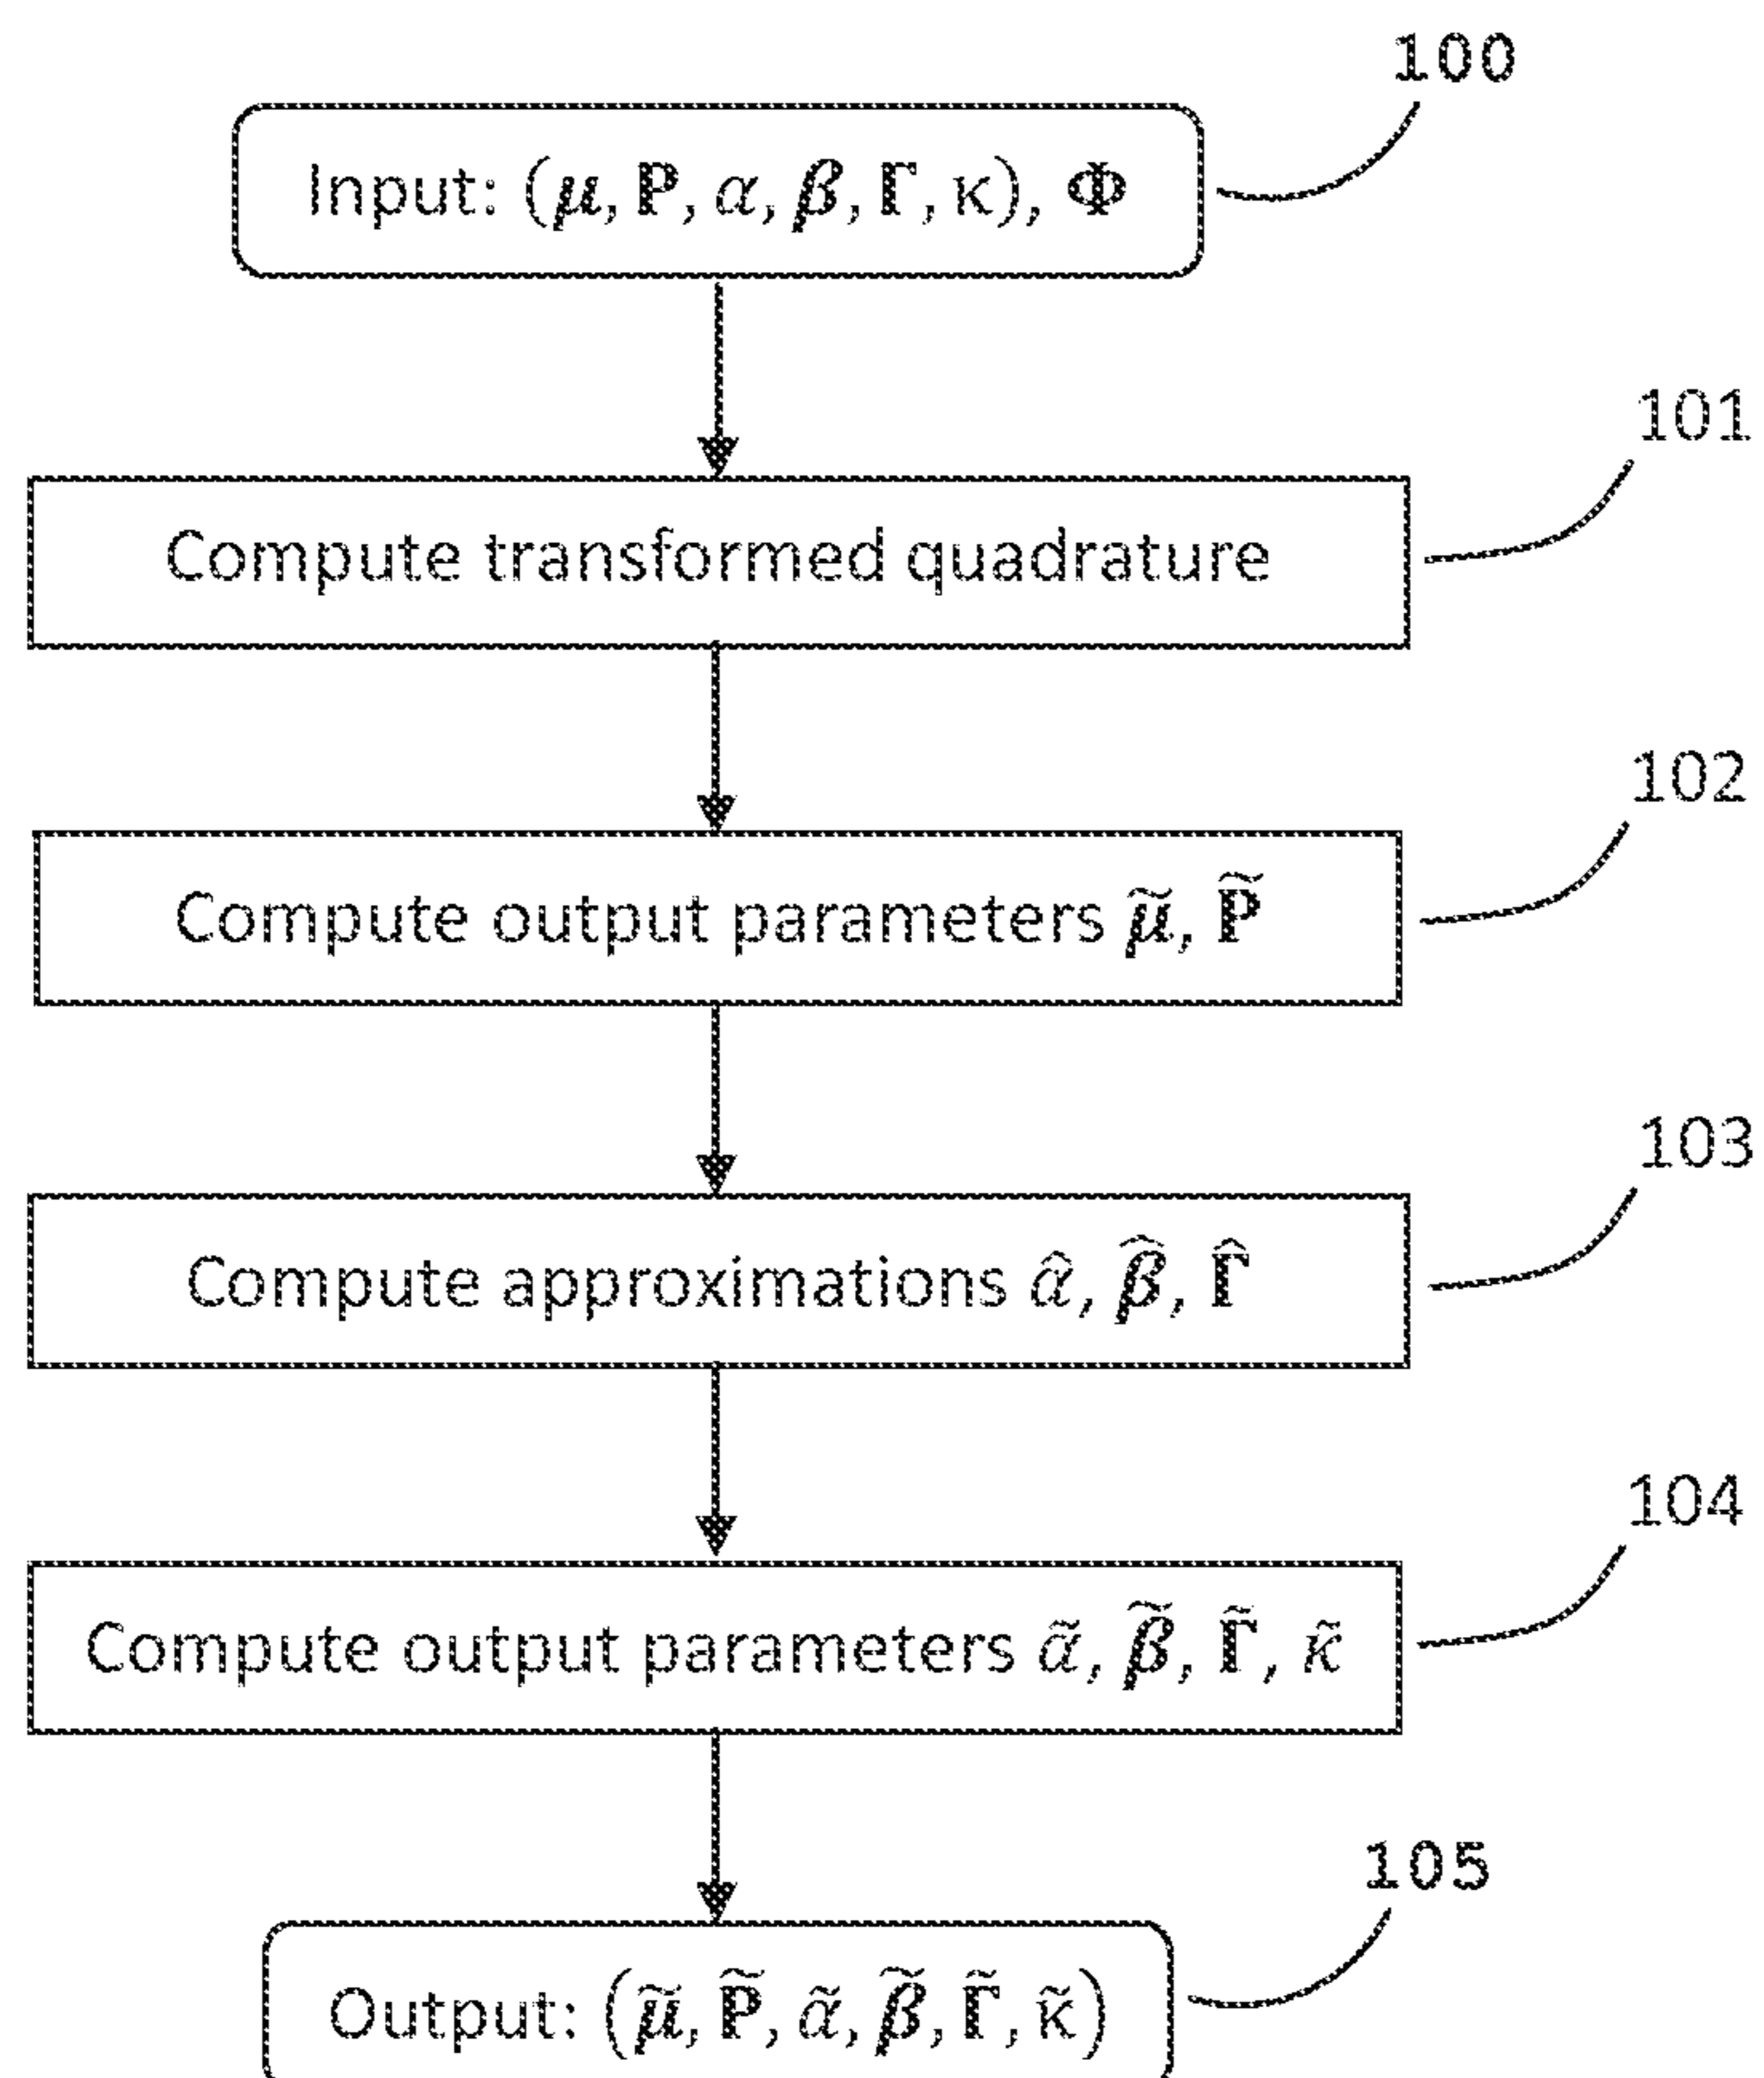 100
Input: (𝝁, 𝐏, 𝛼, 𝜷, 𝚪, κ), 𝚽
101
Compute transformed quadrature
102
Compute output parameters 𝝁̃, 𝐏̃
103
Compute approximations 𝛼̂, 𝜷̂, 𝚪̂
104
Compute output parameters 𝛼̃, 𝜷̃, 𝚪̃, 𝜅̃
105
Output: (𝝁̃, 𝐏̃, 𝛼̃, 𝜷̃, 𝚪̃, κ̃)